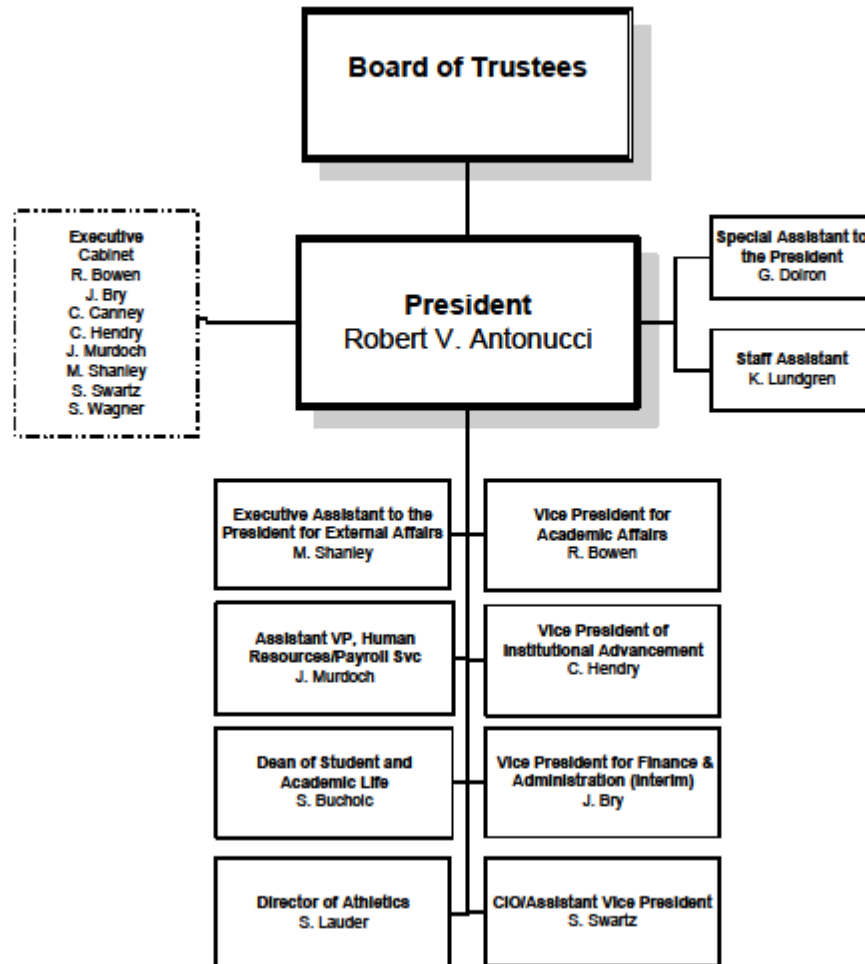 Board of Trustees
Executive
Cabinet
R. Bowen
J. Bry
C. Canney
C. Hendry
J. Murdoch
M. Shanley
S. Swartz
S. Wagner
President
Robert V. Antonucci
Special Assistant to
the President
G. Doiron
Staff Assistant
K. Lundgren
Executive Assistant to the
President for External Affairs
M. Shanley
Vice President for
Academic Affairs
R. Bowen
Assistant VP, Human
Resources/Payroll Svc
J. Murdoch
Vice President of
Institutional Advancement
C. Hendry
Dean of Student and
Academic Life
S. Bucholc
Vice President for Finance &
Administration (Interim)
J. Bry
Director of Athletics
S. Lauder
CIO/Assistant Vice President
S. Swartz